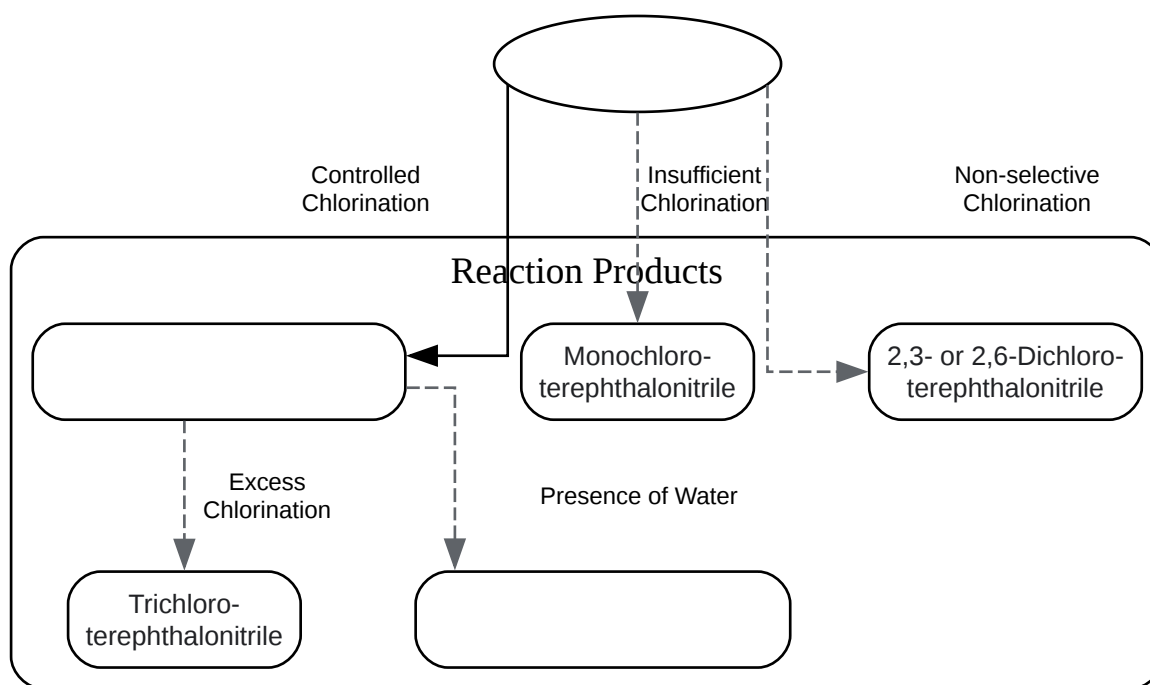 Controlled
Chlorination
Insufficient
Chlorination
Non-selective
Chlorination
Reaction Products
Monochloro-
terephthalonitrile
2,3- or 2,6-Dichloro-
terephthalonitrile
Excess
Chlorination
Presence of Water
Trichloro-
terephthalonitrile